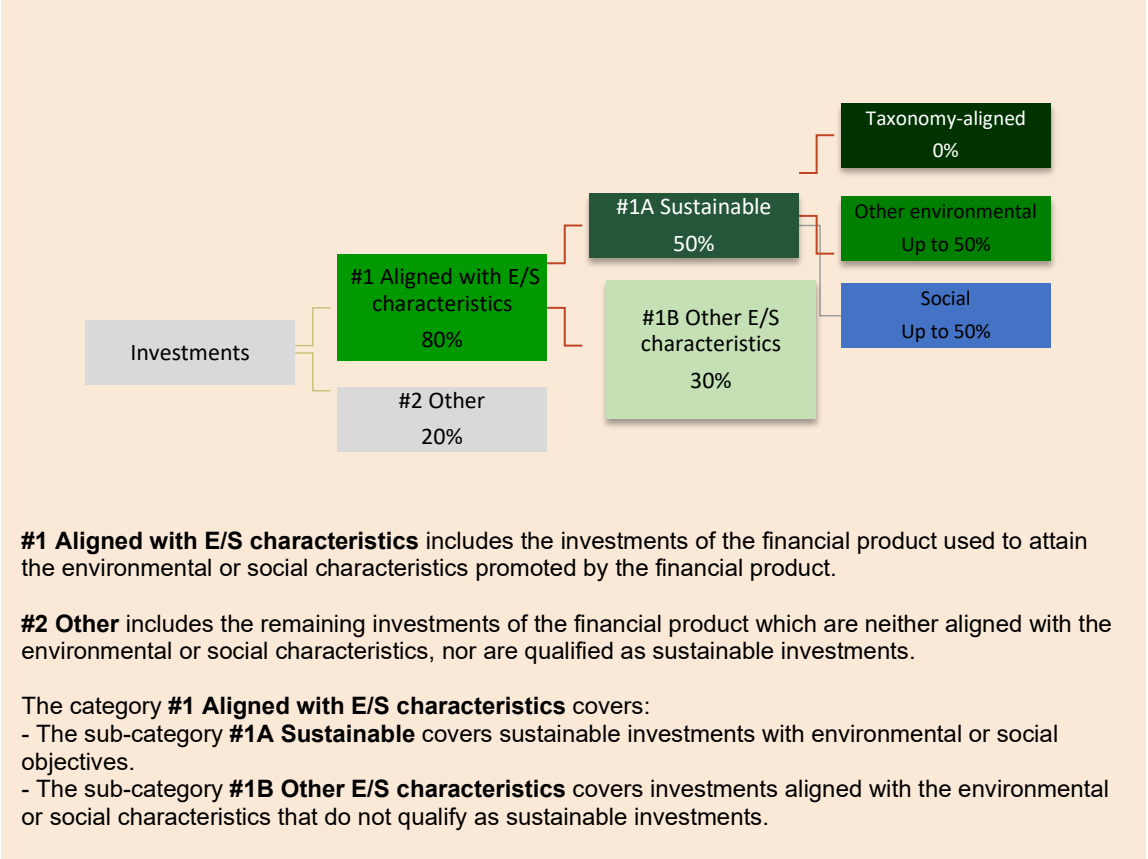 Taxonomy-aligned
0%
#1A Sustainable
50%
Other environmental
Up to 50%
#1 Aligned with E/S
characteristics
80%
Social
Up to 50%
#1B Other E/S
characteristics
30%
Investments
#2 Other
20%
#1 Aligned with E/S characteristics includes the investments of the financial product used to attain
the environmental or social characteristics promoted by the financial product.
#2 Other includes the remaining investments of the financial product which are neither aligned with the
environmental or social characteristics, nor are qualified as sustainable investments.
The category #1 Aligned with E/S characteristics covers:
- The sub-category #1A Sustainable covers sustainable investments with environmental or social
objectives.
- The sub-category #1B Other E/S characteristics covers investments aligned with the environmental
or social characteristics that do not qualify as sustainable investments.